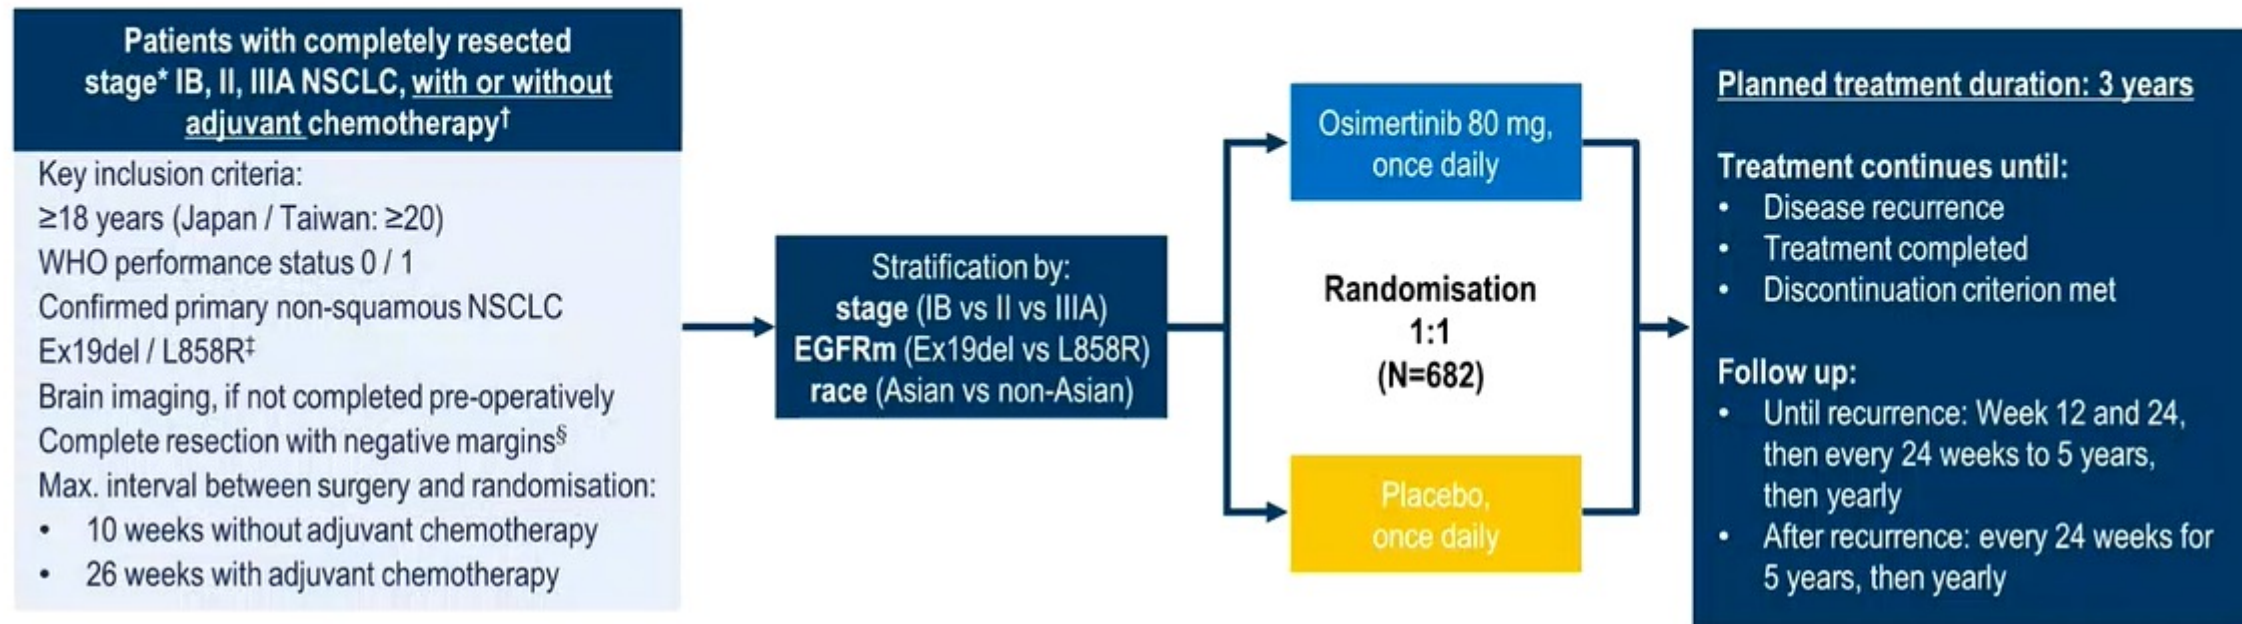 Patients with completely resected
stage* IB, II, IIIA NSCLC, with or without
adjuvant chemotherapy†
Key inclusion criteria:
≥18 years (Japan / Taiwan: ≥20)
WHO performance status 0 / 1
Confirmed primary non-squamous NSCLC
Ex19del / L858R‡
Brain imaging, if not completed pre-operatively
Complete resection with negative margins§
Max. interval between surgery and randomisation:
• 10 weeks without adjuvant chemotherapy
• 26 weeks with adjuvant chemotherapy
Stratification by:
stage (IB vs II vs IIIA)
EGFRm (Ex19del vs L858R)
race (Asian vs non-Asian)
Osimertinib 80 mg,
once daily
Randomisation
1:1
(N=682)
Placebo,
once daily
Planned treatment duration: 3 years
Treatment continues until:
• Disease recurrence
• Treatment completed
• Discontinuation criterion met
Follow up:
• Until recurrence: Week 12 and 24,
then every 24 weeks to 5 years,
then yearly
• After recurrence: every 24 weeks for
5 years, then yearly